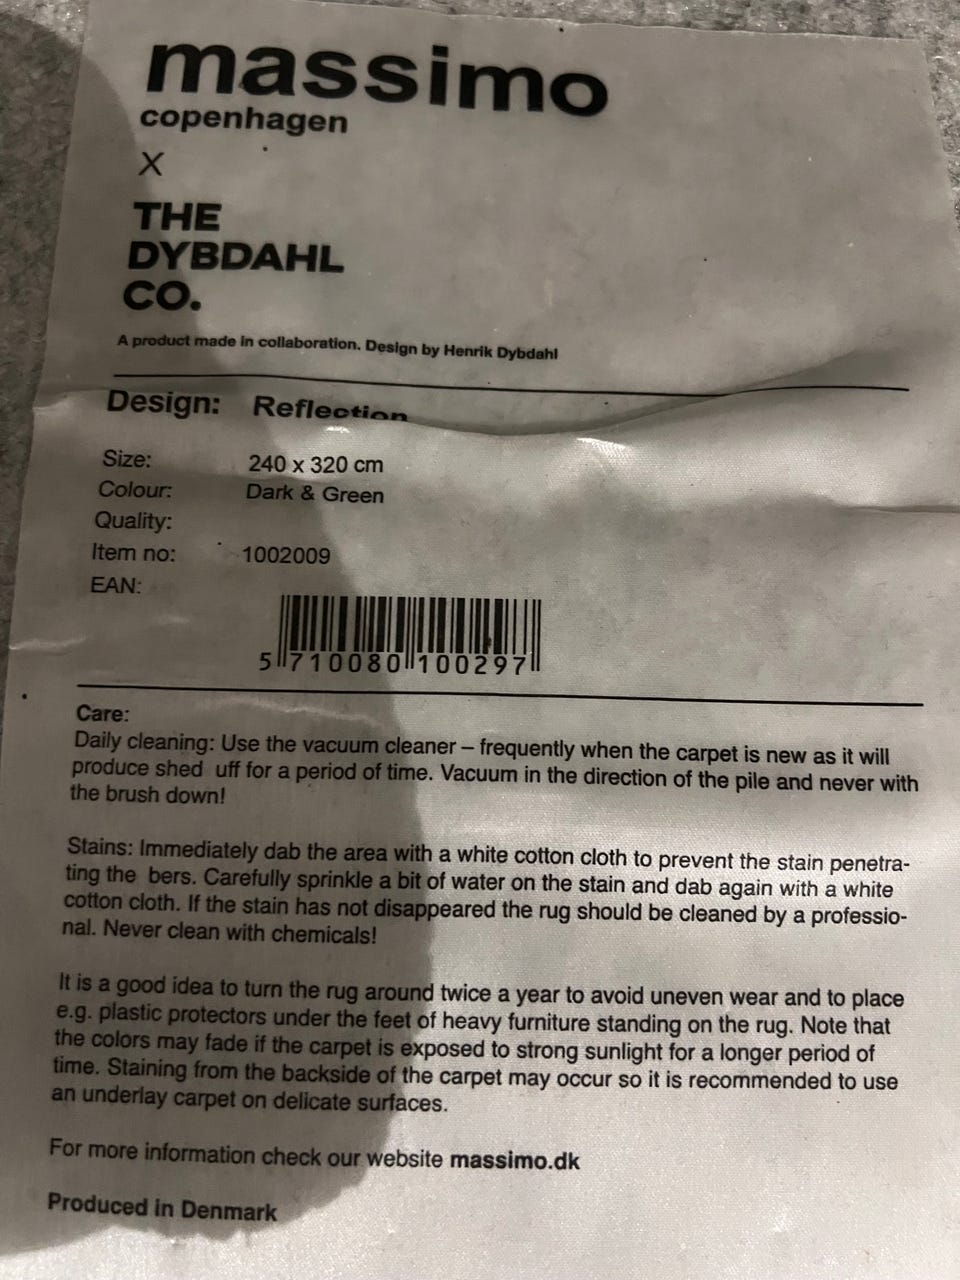 massimo
copenhagen
X
THE
DYBDAHL
CO.
A product made in collaboration. Design by Henrik Dybdahl
Design: Reflection
Size: 240 x 320 cm
Colour: Dark & Green
Quality:
Item no: 1002009
EAN:
5 710080 100297
Care:
Daily cleaning: Use the vacuum cleaner – frequently when the carpet is new as it will
produce shed uff for a period of time. Vacuum in the direction of the pile and never with
the brush down!
Stains: Immediately dab the area with a white cotton cloth to prevent the stain penetra-
ting the bers. Carefully sprinkle a bit of water on the stain and dab again with a white
cotton cloth. If the stain has not disappeared the rug should be cleaned by a professio-
nal. Never clean with chemicals!
It is a good idea to turn the rug around twice a year to avoid uneven wear and to place
e.g. plastic protectors under the feet of heavy furniture standing on the rug. Note that
the colors may fade if the carpet is exposed to strong sunlight for a longer period of
time. Staining from the backside of the carpet may occur so it is recommended to use
an underlay carpet on delicate surfaces.
For more information check our website massimo.dk
Produced in Denmark